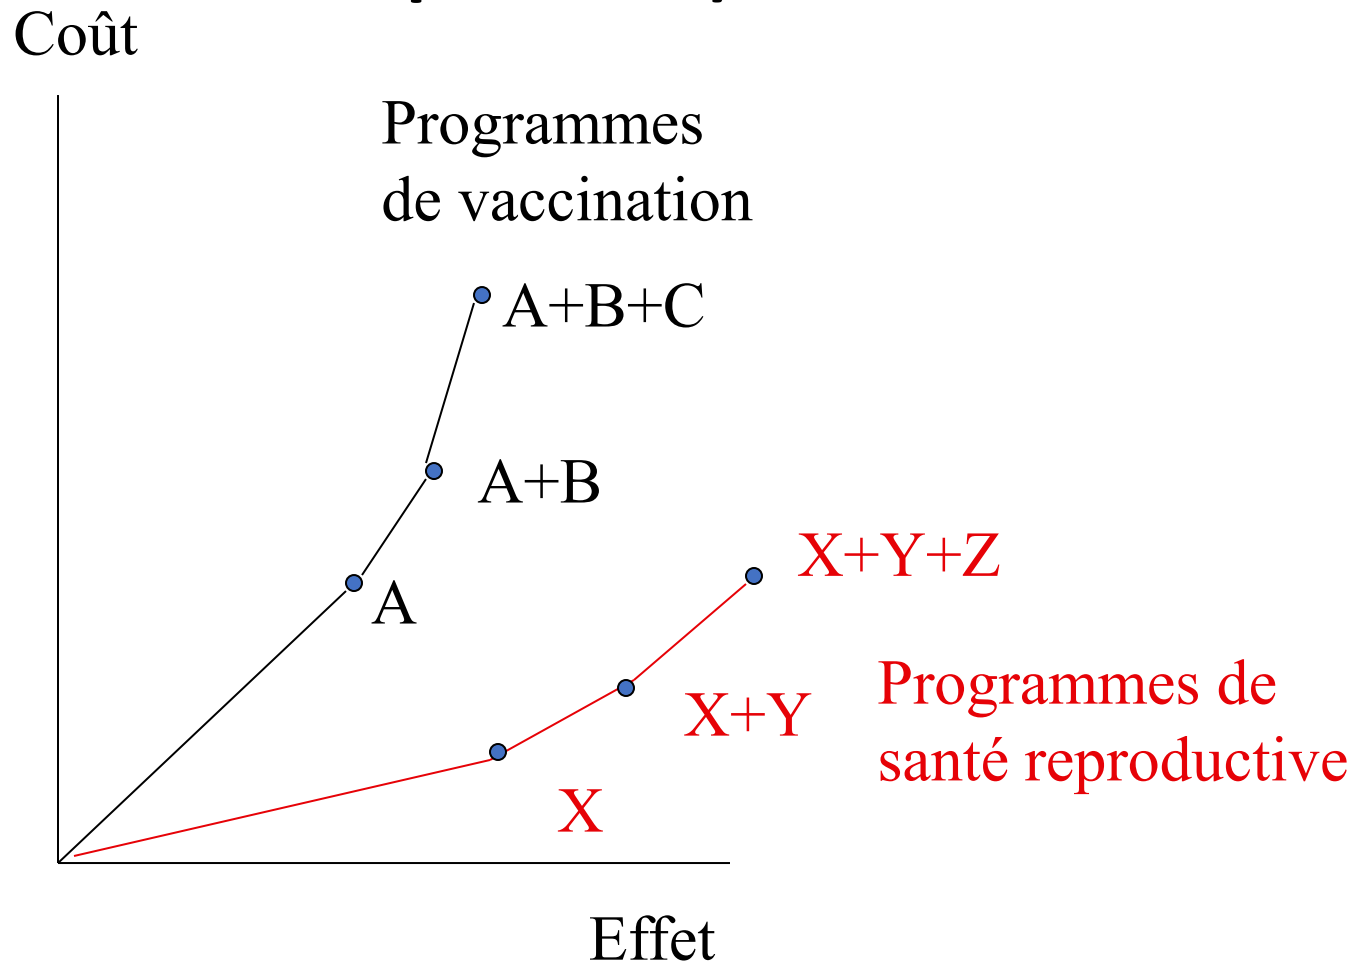 Coût
Programmes
de vaccination
A+B+C
A+B
X+Y+Z
A
Programmes de
santé reproductive
X+Y
X
Effet